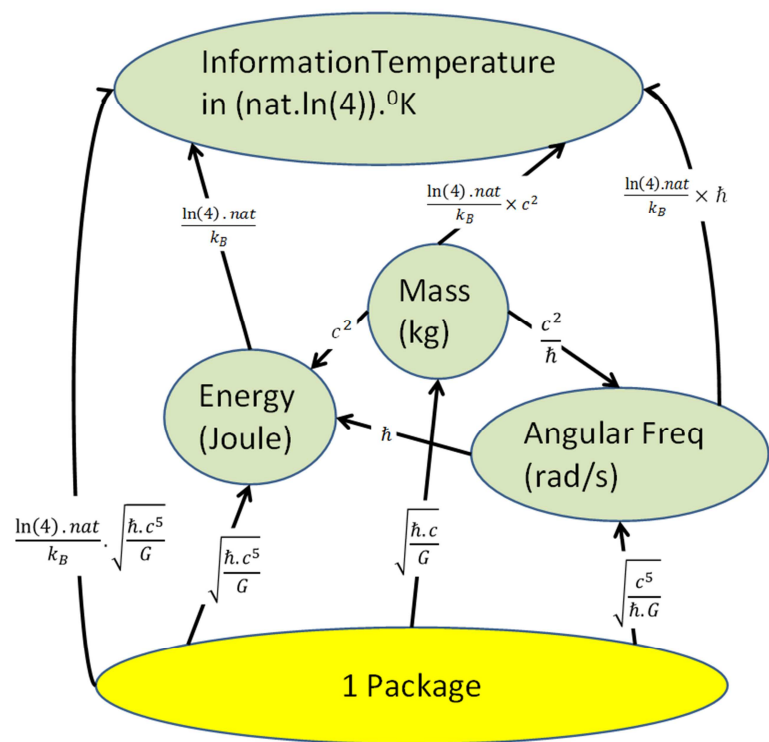 InformationTemperature
in (nat.ln(4)).⁰K
ln(4).nat/k_B
ln(4).nat/k_B × c²
ln(4).nat/k_B × ħ
Mass
(kg)
c²
c²/ħ
Energy
(Joule)
ħ
Angular Freq
(rad/s)
ln(4).nat/k_B . √(ħ.c⁵/G)
√(ħ.c⁵/G)
√(ħ.c/G)
√(c⁵/ħ.G)
1 Package